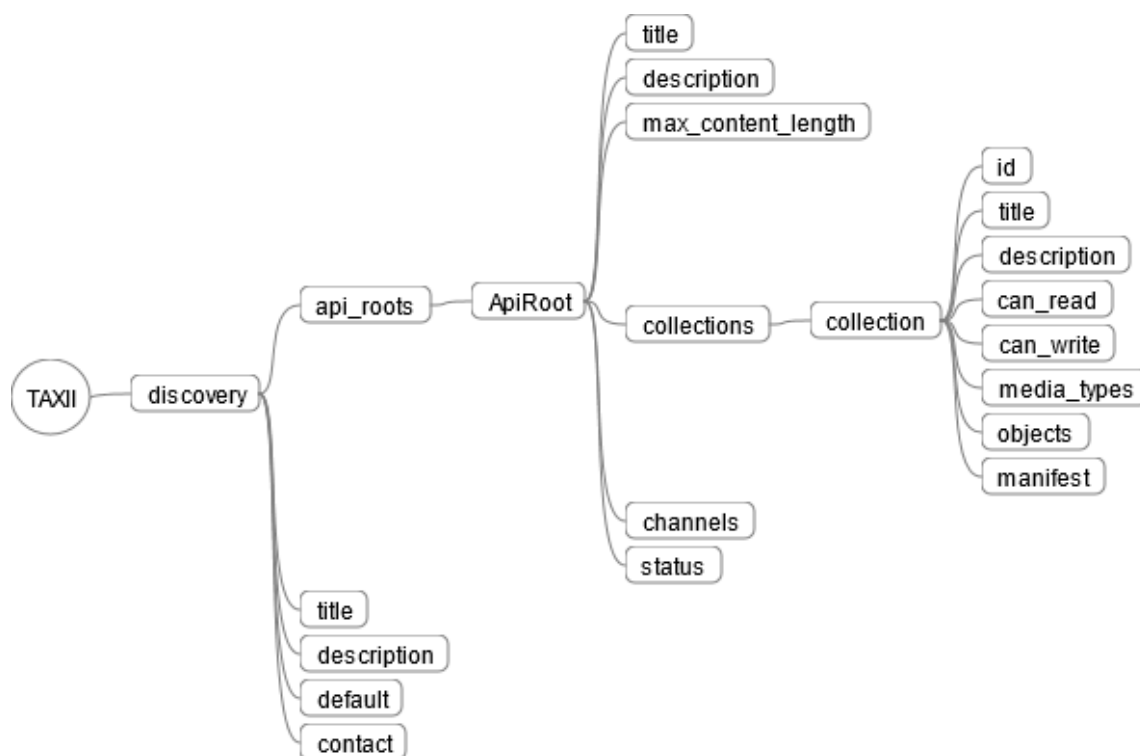 TAXII
discovery
api_roots
ApiRoot
title
description
max_content_length
collections
collection
id
title
description
can_read
can_write
media_types
objects
manifest
channels
status
title
description
default
contact